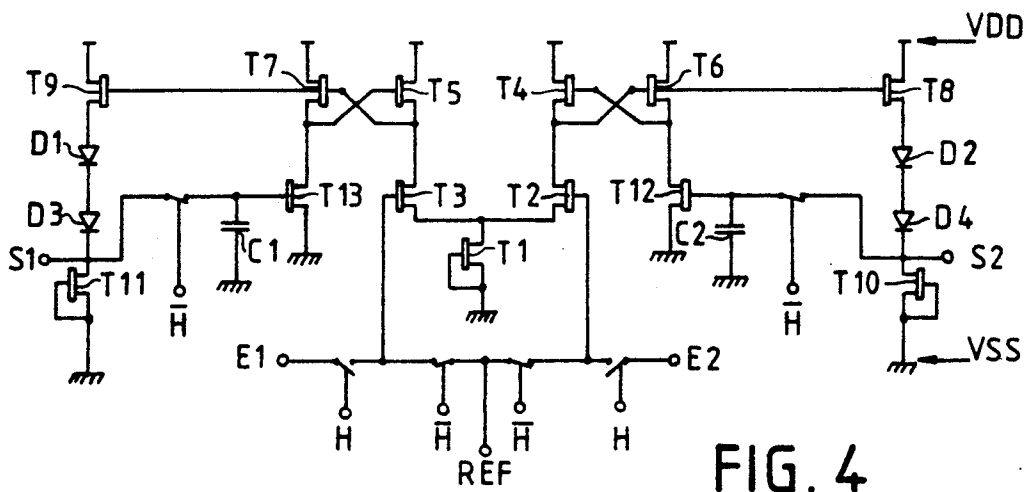 VDD
T9 T7 T5 T4 T6 T8
D1 D2
T13 T3 T2 T12
D3 D4
C1 C2
S1 T11 T1 T10 S2
H̅ H̅
E1 E2 VSS
H H̅ H̅ H
REF
FIG. 4